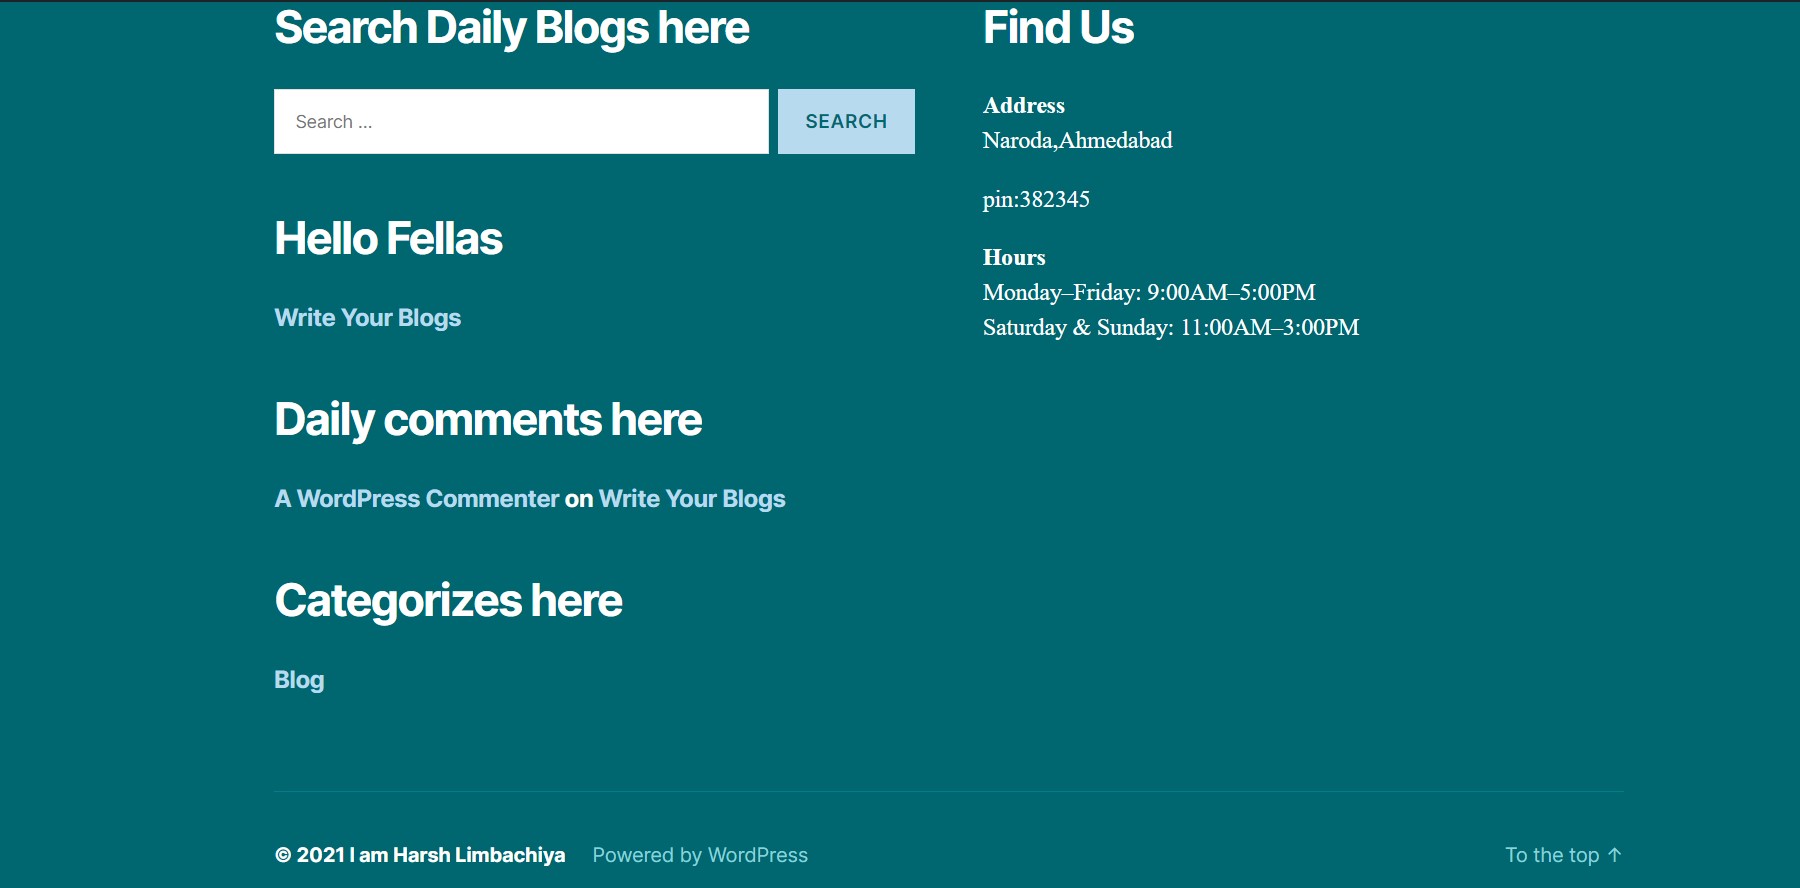 Search Daily Blogs here
Search ...
SEARCH
Hello Fellas
Write Your Blogs
Daily comments here
A WordPress Commenter on Write Your Blogs
Categorizes here
Blog
Find Us
Address
Naroda,Ahmedabad
pin:382345
Hours
Monday–Friday: 9:00AM–5:00PM
Saturday & Sunday: 11:00AM–3:00PM
© 2021 I am Harsh Limbachiya
Powered by WordPress
To the top ↑